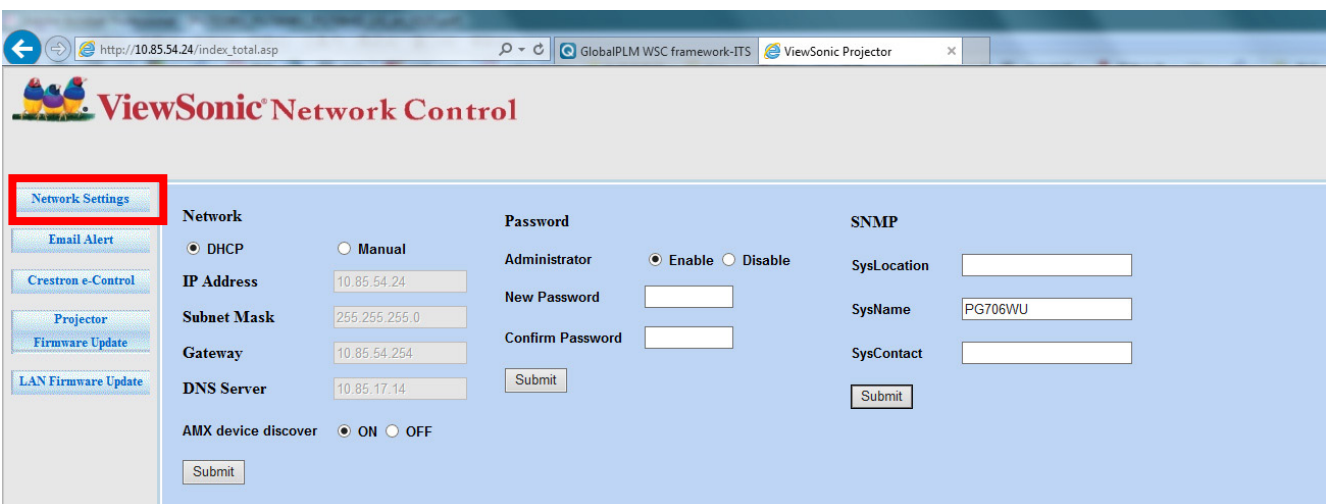 http://10.85.54.24/index_total.asp
GlobalPLM WSC framework-ITS
ViewSonic Projector
ViewSonic® Network Control
Network Settings
Email Alert
Crestron e-Control
Projector
Firmware Update
LAN Firmware Update
Network
DHCP Manual
IP Address 10.85.54.24
Subnet Mask 255.255.255.0
Gateway 10.85.54.254
DNS Server 10.85.17.14
AMX device discover ON OFF
Submit
Password
Administrator Enable Disable
New Password
Confirm Password
Submit
SNMP
SysLocation
SysName PG706WU
SysContact
Submit